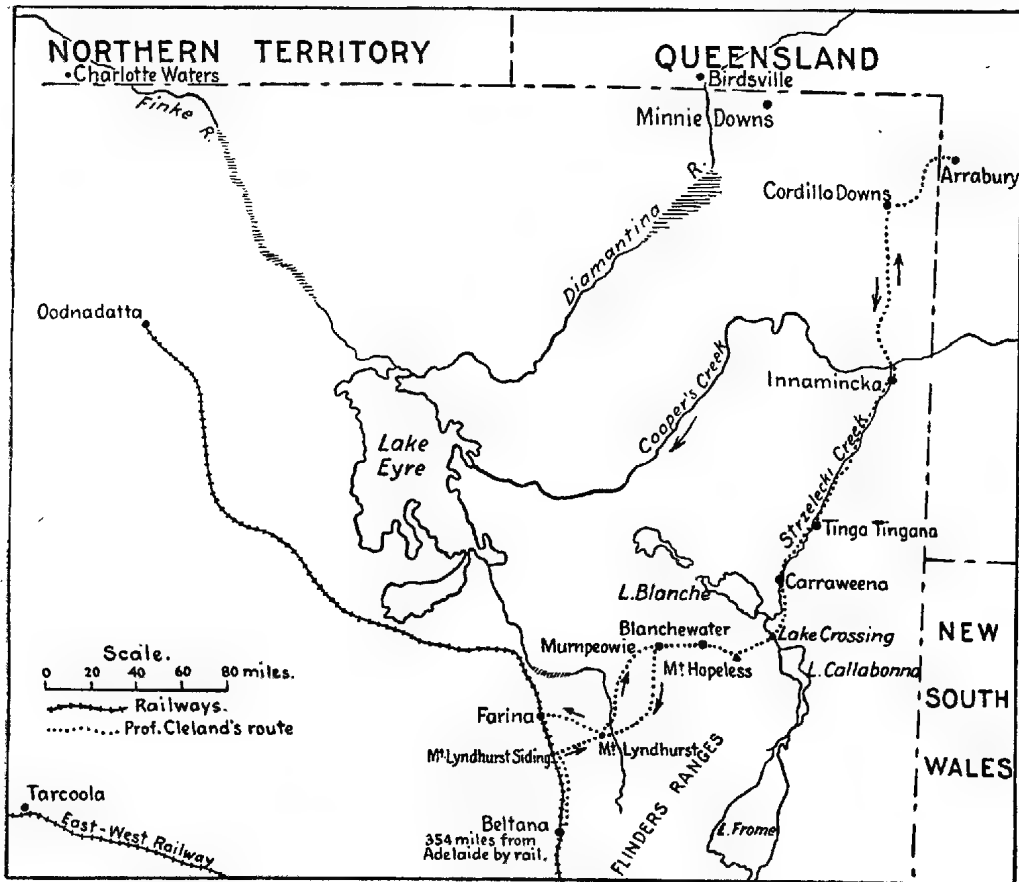 NORTHERN TERRITORY
QUEENSLAND
Charlotte Waters
Birdsville
Finke R.
Minnie Downs
Arrabury
Cordillo Downs
Diamantina R.
Oodnadatta
Innamincka
Cooper's Creek
Lake
Eyre
Strzelecki Creek
Tinga Tingana
Carraweena
L. Blanche
Blanchewater
Lake Crossing
NEW
SOUTH
WALES
Murnpeowie
Mt Hopeless
L. Callabonna
Scale.
0 20 40 60 80 miles.
Railways.
Prof. Cleland's route
Farina
Mt. Lyndhurst Siding
Mt. Lyndhurst
FLINDERS RANGES
Tarcoola
East-West Railway
Beltana
354 miles from
Adelaide by rail.
L. Frome